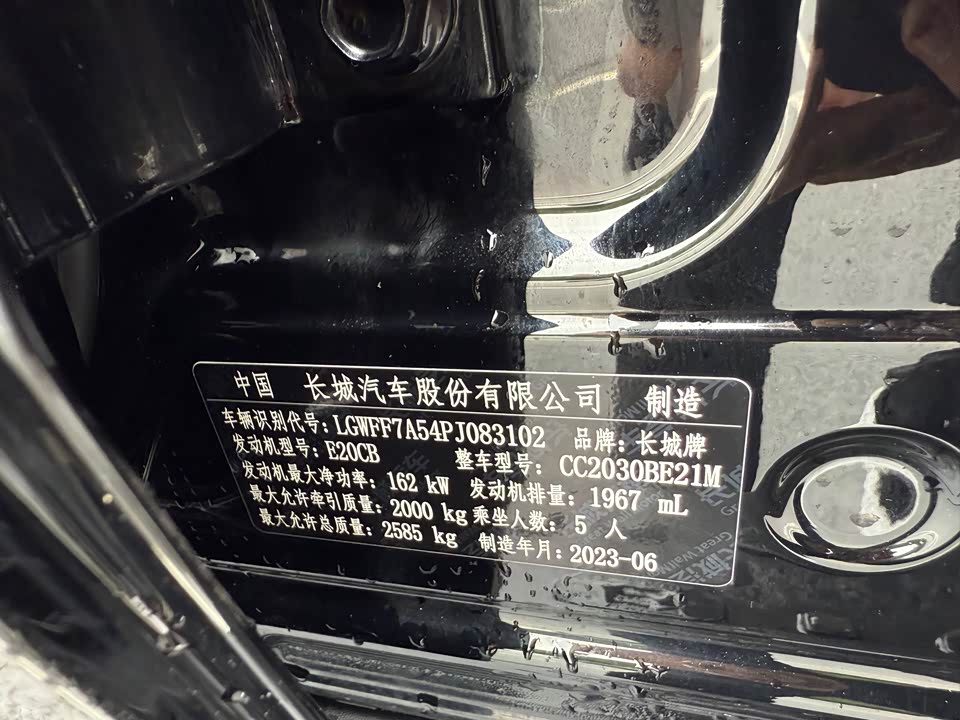 中国 长城汽车股份有限公司 制造
车辆识别代号：LGWFF7A54PJ083102 品牌：长城牌
发动机型号：E20CB 整车型号：CC2030BE21M
发动机最大净功率：162 kW 发动机排量：1967 mL
最大允许牵引质量：2000 kg 乘坐人数：5 人
最大允许总质量：2585 kg 制造年月：2023-06